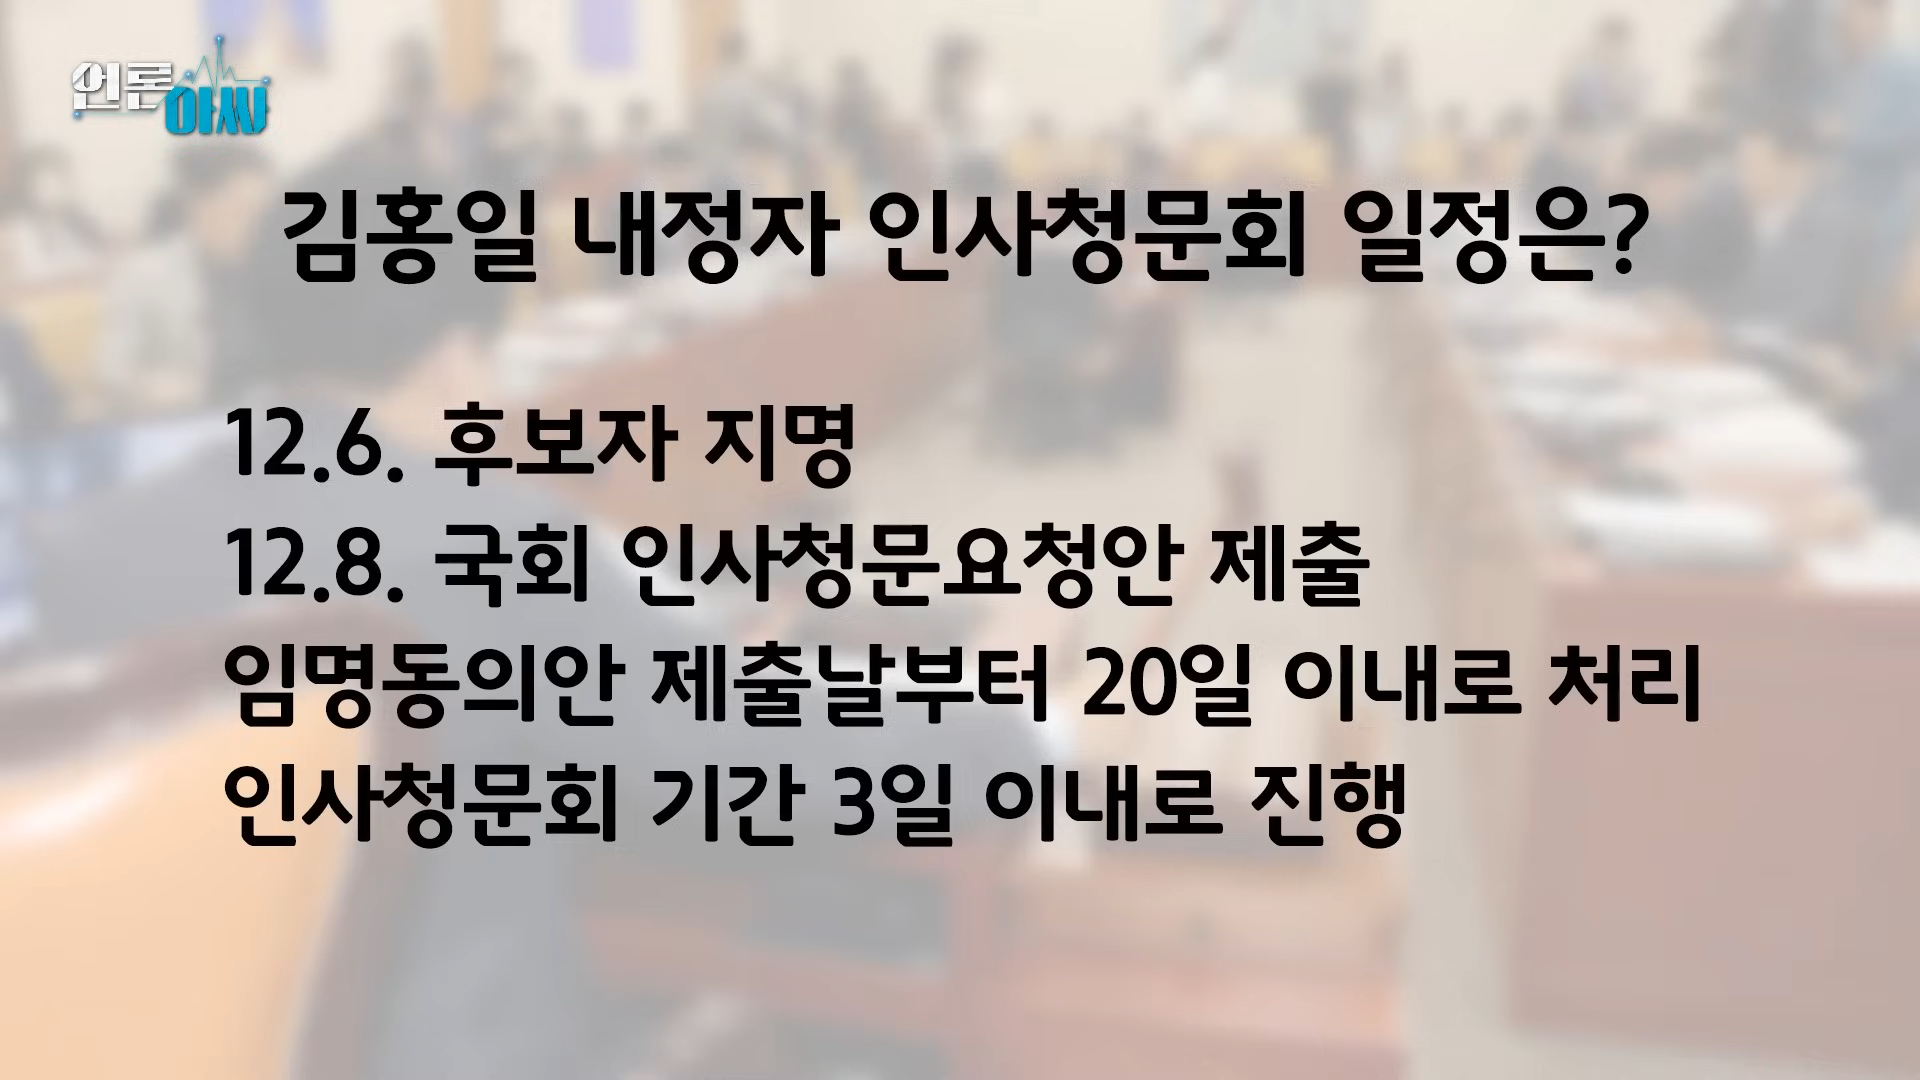 언론아싸
김홍일 내정자 인사청문회 일정은?
12.6. 후보자 지명
12.8. 국회 인사청문요청안 제출
임명동의안 제출날부터 20일 이내로 처리
인사청문회 기간 3일 이내로 진행